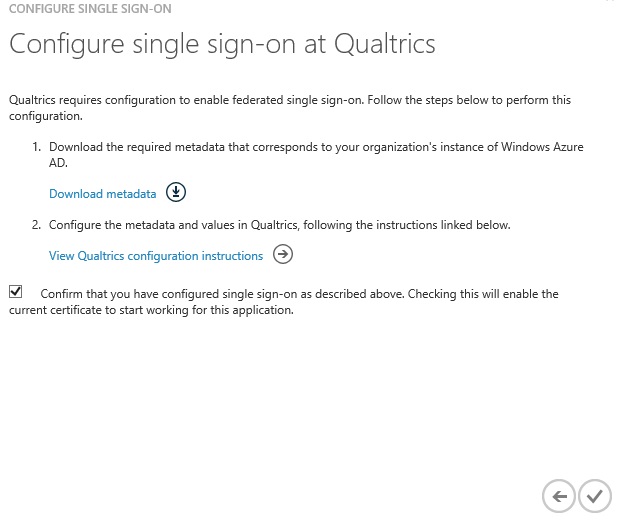 CONFIGURE SINGLE SIGN-ON
Configure single sign-on at Qualtrics
Qualtrics requires configuration to enable federated single sign-on. Follow the steps below to perform this
configuration.
1. Download the required metadata that corresponds to your organization's instance of Windows Azure
AD.
Download metadata
2. Configure the metadata and values in Qualtrics, following the instructions linked below.
View Qualtrics configuration instructions
Confirm that you have configured single sign-on as described above. Checking this will enable the
current certificate to start working for this application.